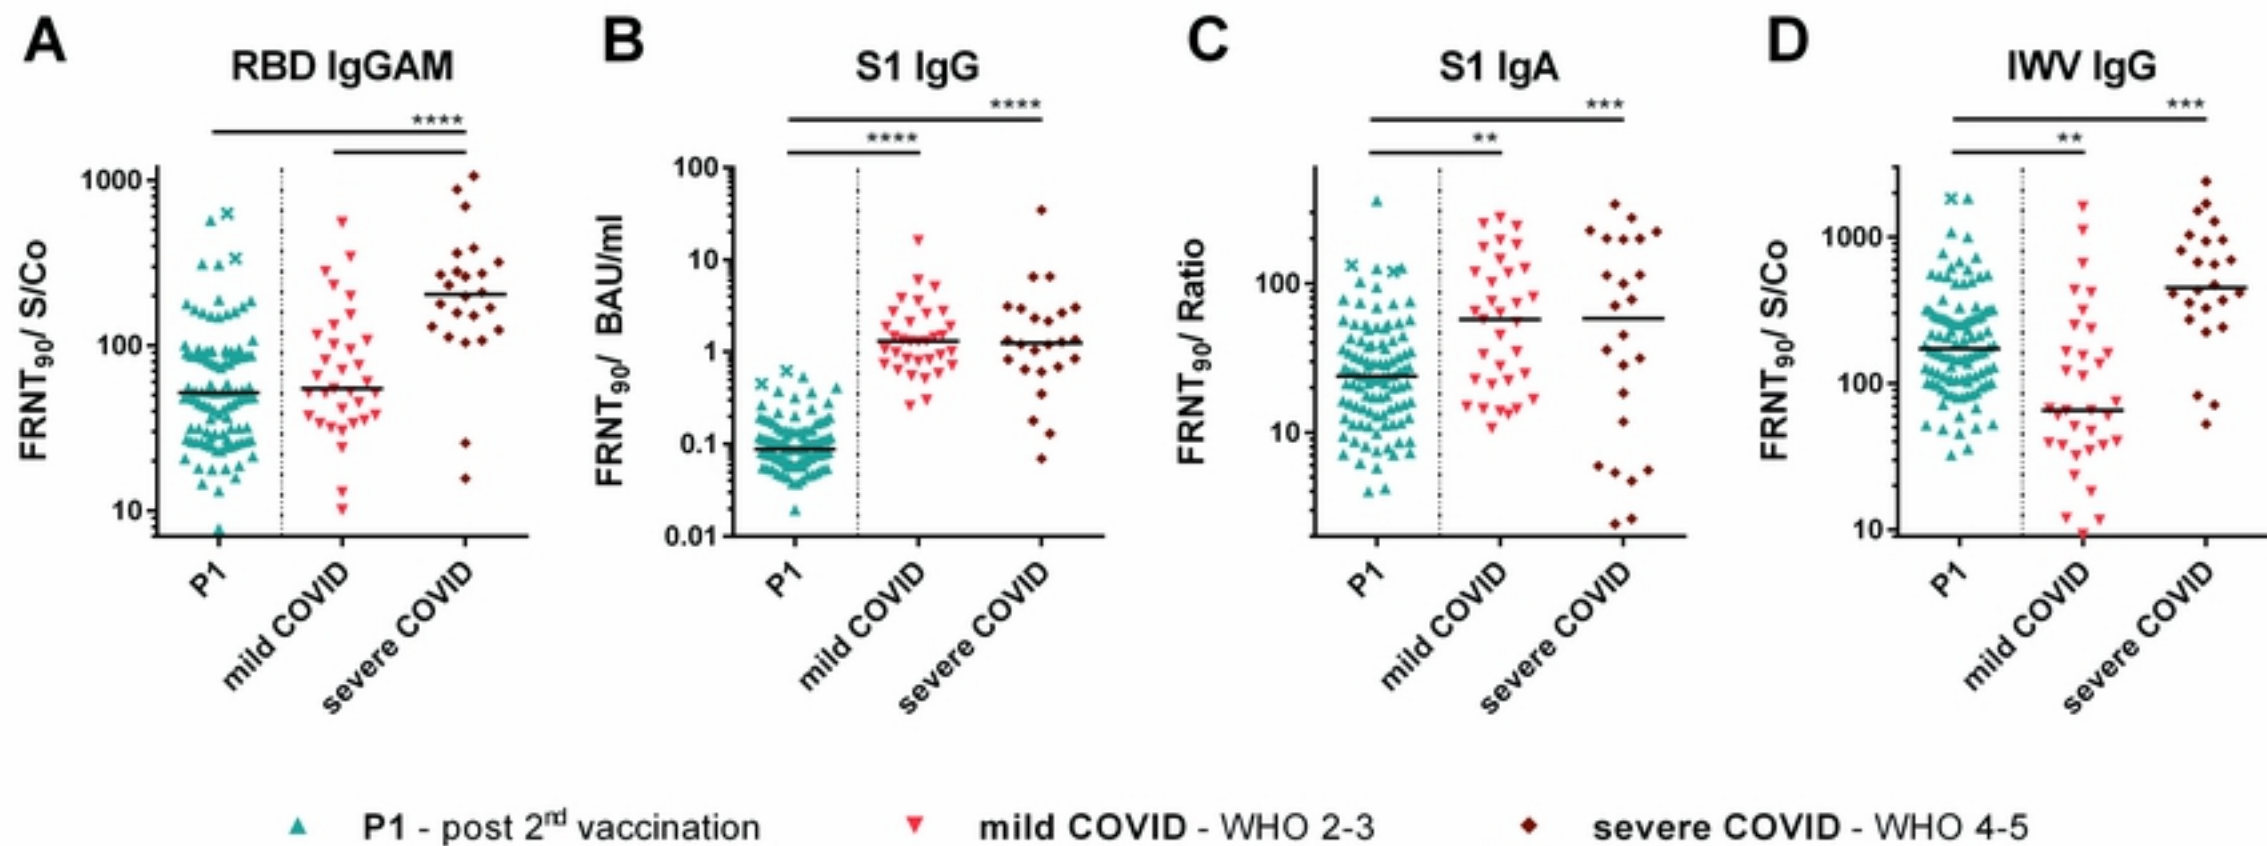 A
RBD IgGAM
****
FRNT90/ S/Co
1000
100
10
P1
mild COVID
severe COVID
B
S1 IgG
****
****
FRNT90/ BAU/ml
100
10
1
0.1
0.01
P1
mild COVID
severe COVID
C
S1 IgA
***
**
FRNT90/ Ratio
100
10
P1
mild COVID
severe COVID
D
IWV IgG
***
**
FRNT90/ S/Co
1000
100
10
P1
mild COVID
severe COVID
P1 - post 2nd vaccination
mild COVID - WHO 2-3
severe COVID - WHO 4-5